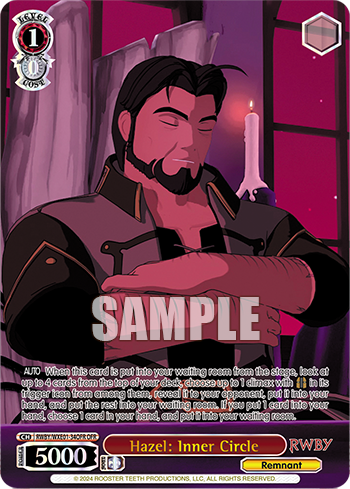 LEVEL
1
0
COST
SAMPLE
AUTO When this card is put into your waiting room from the stage, look at
up to 4 cards from the top of your deck, choose up to 1 climax with in its
trigger icon from among them, reveal it to your opponent, put it into your
hand, and put the rest into your waiting room. If you put 1 card into your
hand, choose 1 card in your hand, and put it into your waiting room.
CH
5000
Hazel: Inner Circle
RWBY
Remnant
© 2024 ROOSTER TEETH PRODUCTIONS, LLC, ALL RIGHTS RESERVED.